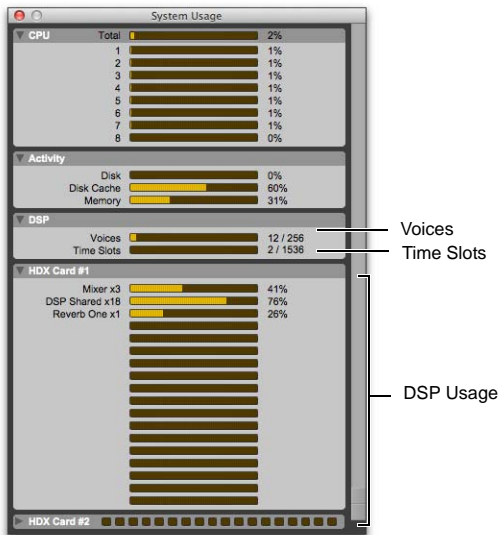 System Usage
CPU Total 2%
1 1%
2 1%
3 1%
4 1%
5 1%
6 1%
7 1%
8 0%
Activity
Disk 0%
Disk Cache 60%
Memory 31%
DSP
Voices 12 / 256
Time Slots 2 / 1536
Voices
Time Slots
HDX Card #1
Mixer x3 41%
DSP Shared x18 76%
Reverb One x1 26%
DSP Usage
HDX Card #2